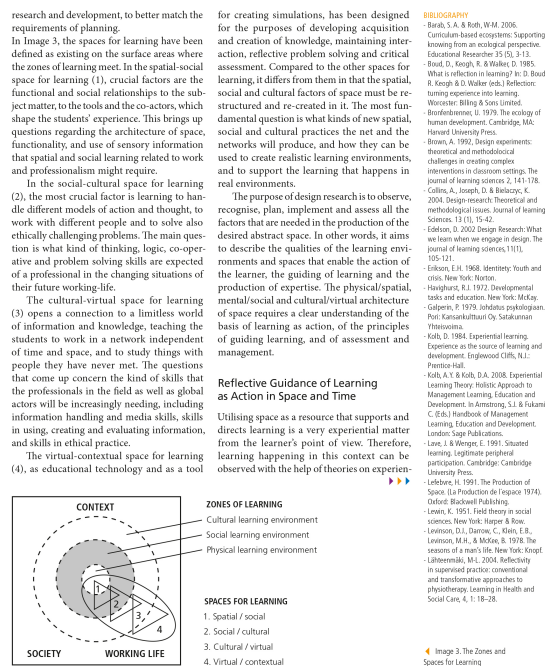 research and development, to better match the
requirements of planning.
In Image 3, the spaces for learning have been
defined as existing on the surface areas where
the zones of learning meet. In the spatial-social
space for learning (1), crucial factors are the
functional and social relationships to the sub-
ject matter, to the tools and the co-actors, which
shape the students' experience. This brings up
questions regarding the architecture of space,
functionality, and use of sensory information
that spatial and social learning related to work
and professionalism might require.
In the social-cultural space for learning
(2), the most crucial factor is learning to han-
dle different models of action and thought, to
work with different people and to solve also
ethically challenging problems. The main ques-
tion is what kind of thinking, logic, co-oper-
ative and problem solving skills are expected
of a professional in the changing situations of
their future working-life.
The cultural-virtual space for learning
(3) opens a connection to a limitless world
of information and knowledge, teaching the
students to work in a network independent
of time and space, and to study things with
people they have never met. The questions
that come up concern the kind of skills that
the professionals in the field as well as global
actors will be increasingly needing, including
information handling and media skills, skills
in using, creating and evaluating information,
and skills in ethical practice.
The virtual-contextual space for learning
(4), as educational technology and as a tool
for creating simulations, has been designed
for the purposes of developing acquisition
and creation of knowledge, maintaining inter-
action, reflective problem solving and critical
assessment. Compared to the other spaces for
learning, it differs from them in that the spatial,
social and cultural factors of space must be re-
structured and re-created in it. The most fun-
damental question is what kinds of new spatial,
social and cultural practices the net and the
networks will produce, and how they can be
used to create realistic learning environments,
and to support the learning that happens in
real environments.
The purpose of design research is to observe,
recognise, plan, implement and assess all the
factors that are needed in the production of the
desired abstract space. In other words, it aims
to describe the qualities of the learning envi-
ronments and spaces that enable the action of
the learner, the guiding of learning and the
production of expertise. The physical/spatial,
mental/social and cultural/virtual architecture
of space requires a clear understanding of the
basis of learning as action, of the principles
of guiding learning, and of assessment and
management.
Reflective Guidance of Learning
as Action in Space and Time
Utilising space as a resource that supports and
directs learning is a very experiential matter
from the learner's point of view. Therefore,
learning happening in this context can be
observed with the help of theories on experien-
BIBLIOGRAPHY
- Barab, S.A. & Roth, W-M. 2006.
Curriculum-based ecosystems: Supporting
knowing from an ecological perspective.
Educational Researcher 35 (5), 3-13.
- Boud, D., Keogh, R. & Walker, D. 1985.
What is reflection in learning? In: D. Boud
R. Keogh & D. Walker (eds.) Reflection:
turning experience into learning.
Worcester: Billing & Sons Limited.
- Bronfenbrenner, U. 1979. The ecology of
human development. Cambridge, MA:
Harvard University Press.
- Brown, A. 1992, Design experiments:
theoretical and methodolocical
challenges in creating complex
interventions in classroom settings. The
journal of learning sciences 2, 141-178.
- Collins, A., Joseph, D. & Bielaczyk, K.
2004. Design-research: Theoretical and
methodological issues. Journal of learning
Sciences. 13 (1), 15-42.
- Edelson, D. 2002 Design Research: What
we learn when we engage in design. The
journal of learning sciences, 11(1),
105-121.
- Erikson, E.H. 1968. Identitety: Youth and
crisis. New York: Norton.
- Havighurst, R.J. 1972. Developmental
tasks and education. New York: McKay.
- Galperin, P. 1979. Johdatus psykologiaan.
Pori: Kansankulttuuri Oy. Satakunnan
Yhteisvoima.
- Kolb, D. 1984. Experiential learning.
Experience as the source of learning and
development. Englewood Cliffs, N.J.:
Prentice-Hall.
- Kolb, A.Y. & Kolb, D.A. 2008. Experiential
Learning Theory: Holistic Approach to
Management Learning, Education and
Development. In Armstrong, S.J. & Fukami
C. (Eds.) Handbook of Management
Learning, Education and Development.
London: Sage Publications.
- Lave, J. & Wenger, E. 1991. Situated
learning. Legitimate peripheral
participation. Cambridge: Cambridge
University Press.
- Lefebvre, H. 1991. The Production of
Space. (La Production de l'espace 1974).
Oxford: Blackwell Publishing.
- Lewin, K. 1951. Field theory in social
sciences. New York: Harper & Row.
- Levinson, D.J., Darrow, C., Klein, E.B.,
Levinson, M.H., & McKee, B. 1978. The
seasons of a man's life. New York: Knopf.
- Lähteenmäki, M-L. 2004. Reflectivity
in supervised practice: conventional
and transformative approaches to
physiotherapy. Learning in Health and
Social Care, 4, 1: 18–28.
CONTEXT
1
2
3
4
SOCIETY
WORKING LIFE
ZONES OF LEARNING
Cultural learning environment
Social learning environment
Physical learning environment
SPACES FOR LEARNING
1. Spatial / social
2. Social / cultural
3. Cultural / virtual
4. Virtual / contextual
Image 3. The Zones and
Spaces for Learning